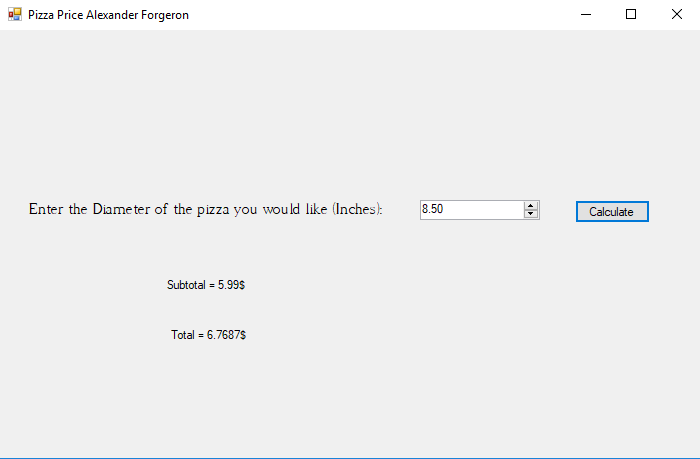 Pizza Price Alexander Forgeron
Enter the Diameter of the pizza you would like (Inches): 8.50 Calculate
Subtotal = 5.99$
Total = 6.7687$